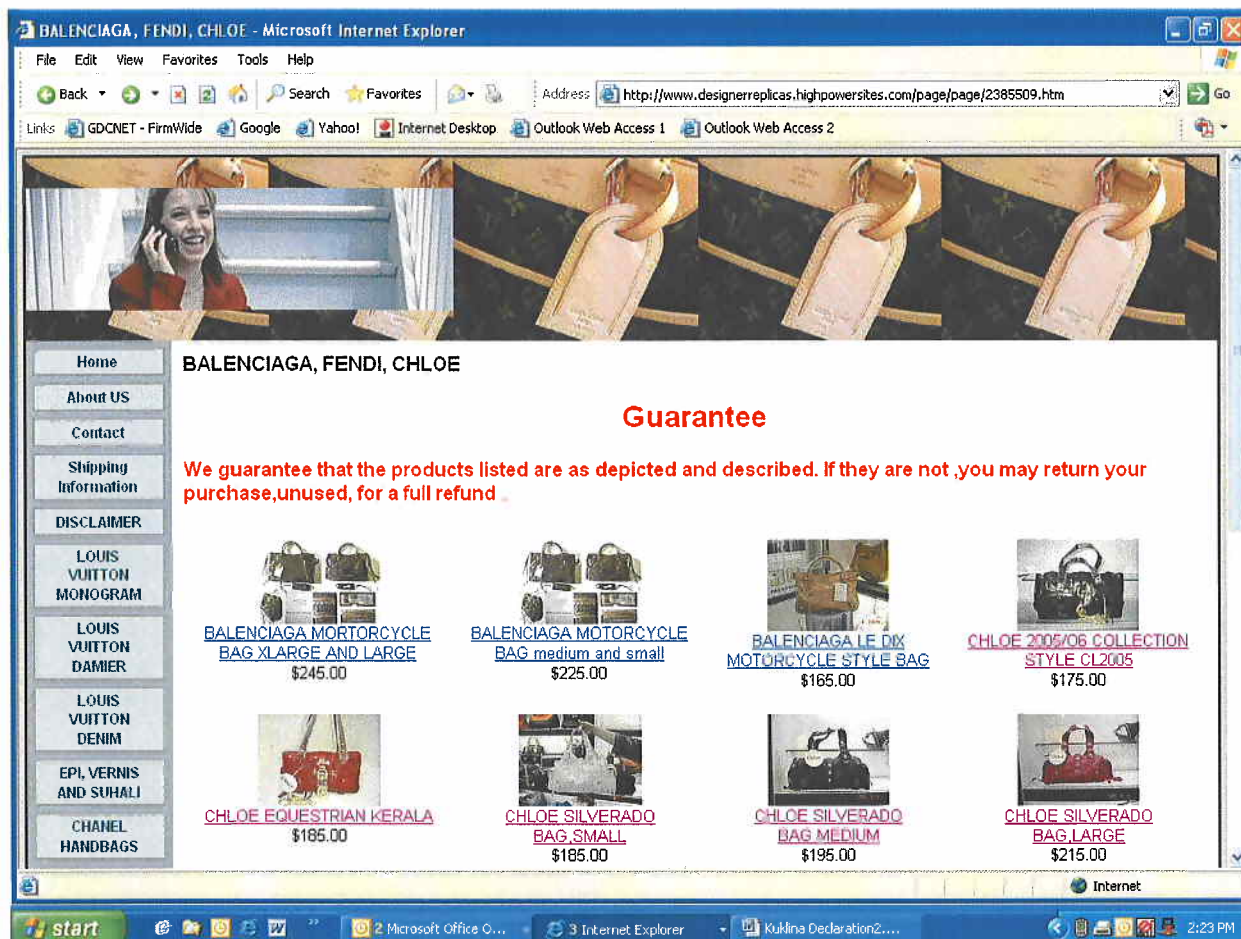 BALENCIAGA, FENDI, CHLOE - Microsoft Internet Explorer
File Edit View Favorites Tools Help
Back Search Favorites Address http://www.designerreplicas.highpowersites.com/page/page/2385509.htm Go
Links GDCNET - FirmWide Google Yahoo! Internet Desktop Outlook Web Access 1 Outlook Web Access 2
Home
About US
Contact
Shipping
Information
DISCLAIMER
LOUIS
VUITTON
MONOGRAM
LOUIS
VUITTON
DAMIER
LOUIS
VUITTON
DENIM
EPI, VERNIS
AND SUHALI
CHANEL
HANDBAGS
BALENCIAGA, FENDI, CHLOE
Guarantee
We guarantee that the products listed are as depicted and described. If they are not ,you may return your
purchase,unused, for a full refund .
BALENCIAGA MORTORCYCLE
BAG XLARGE AND LARGE
$245.00
BALENCIAGA MOTORCYCLE
BAG medium and small
$225.00
BALENCIAGA LE DIX
MOTORCYCLE STYLE BAG
$165.00
CHLOE 2005/06 COLLECTION
STYLE CL2005
$175.00
CHLOE EQUESTRIAN KERALA
$185.00
CHLOE SILVERADO
BAG,SMALL
$185.00
CHLOE SILVERADO
BAG MEDIUM
$195.00
CHLOE SILVERADO
BAG,LARGE
$215.00
Internet
start 2 Microsoft Office O... 3 Internet Explorer Kuklina Declaration2.... 2:23 PM